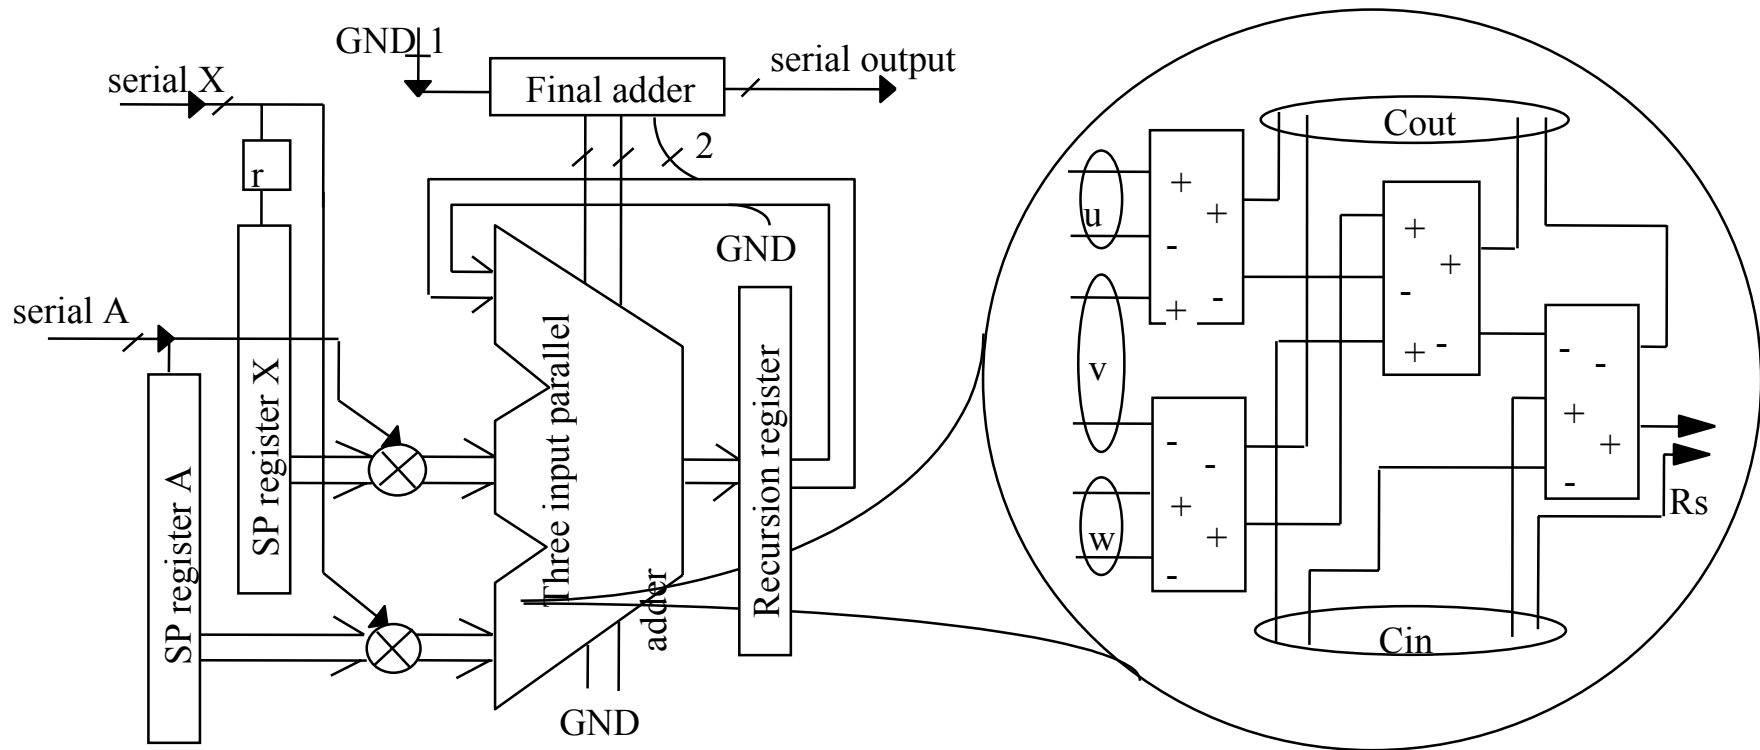 GND 1
serial X
Final adder
serial output
2
r
GND
serial A
SP register X
SP register A
Three input parallel
adder
Recursion register
GND
Cout
u
v
w
+
-
+
+
-
-
+
-
-
+
+
-
+
+
-
-
+
-
-
+
Rs
Cin